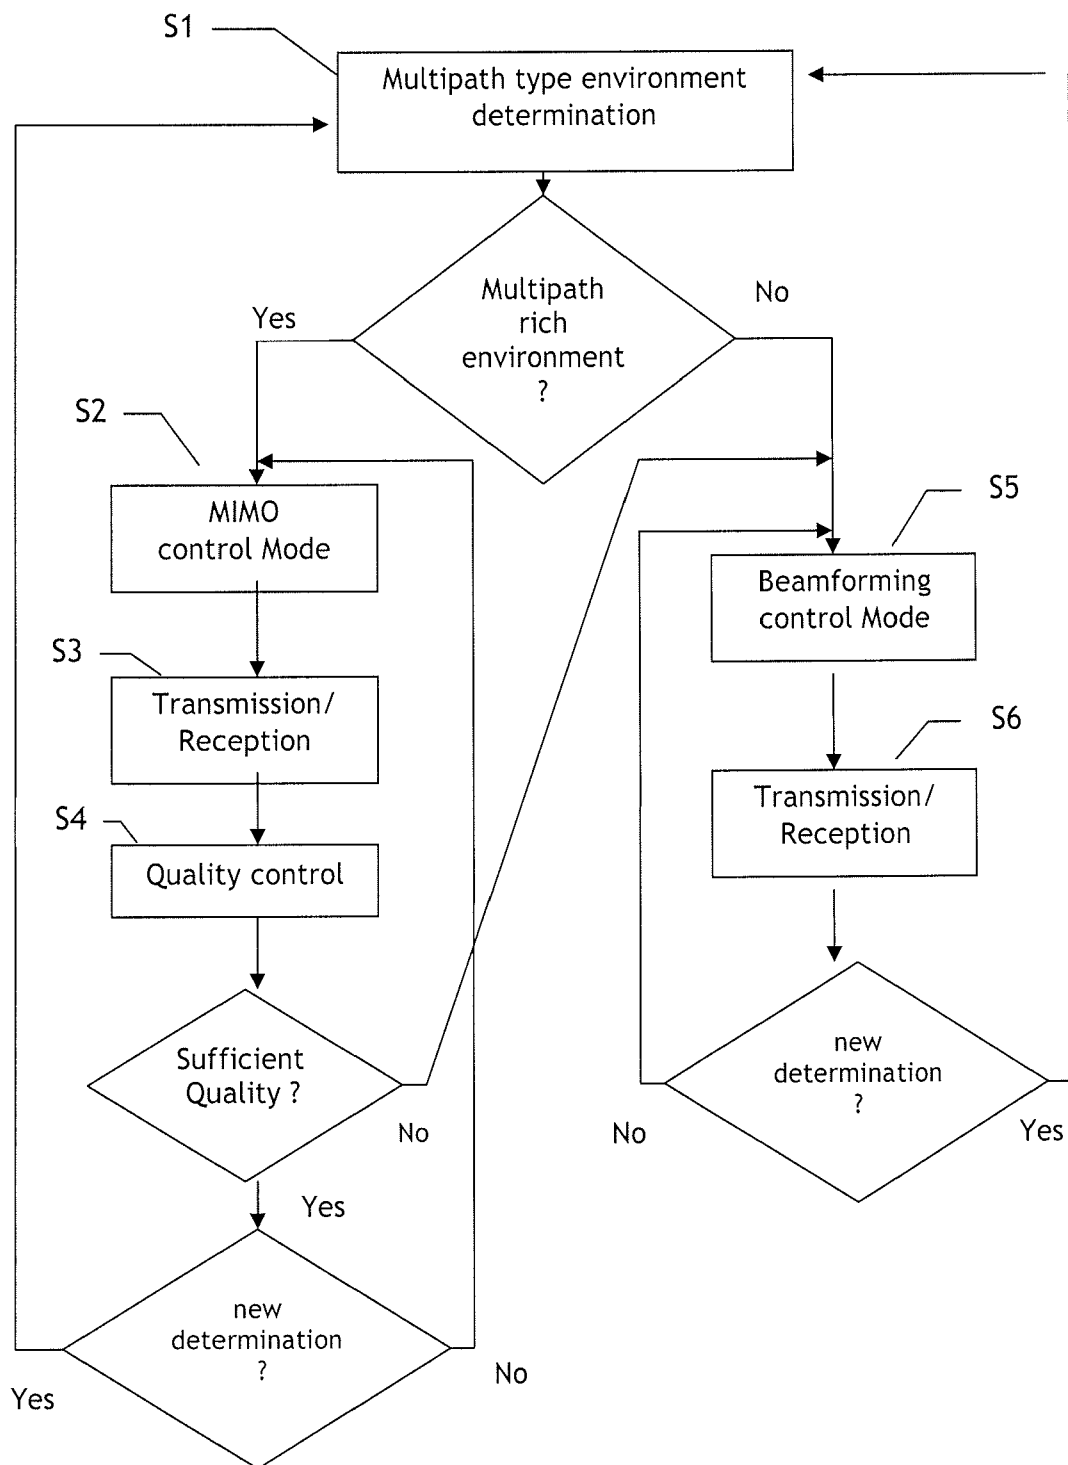 S1
Multipath type environment
determination
Multipath
rich
environment
?
Yes
No
S2
MIMO
control Mode
S5
Beamforming
control Mode
S3
Transmission/
Reception
S6
Transmission/
Reception
S4
Quality control
Sufficient
Quality ?
No
Yes
new
determination
?
No
Yes
new
determination
?
No
Yes